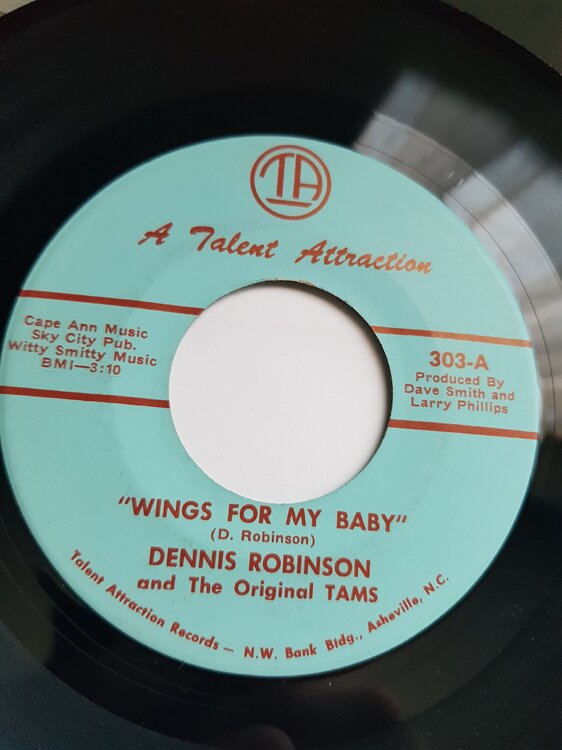 TA
A Talent Attraction
Cape Ann Music
Sky City Pub.
Witty Smitty Music
BMI—3:10
303-A
Produced By
Dave Smith and
Larry Phillips
"WINGS FOR MY BABY"
(D. Robinson)
DENNIS ROBINSON
and The Original TAMS
Talent Attraction Records — N.W. Bank Bldg., Asheville, N.C.